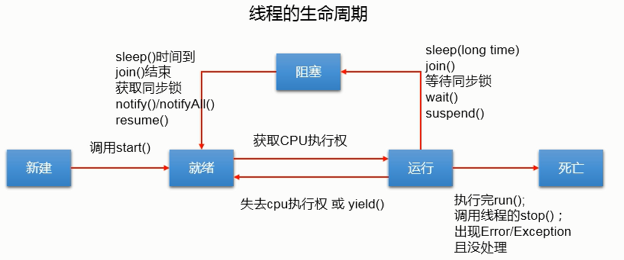 线程的生命周期
sleep()时间到
join()结束
获取同步锁
notify()/notifyAll()
resume()
阻塞
sleep(long time)
join()
等待同步锁
wait()
suspend()
新建
调用start()
就绪
获取CPU执行权
运行
死亡
失去cpu执行权 或 yield()
执行完run();
调用线程的stop()；
出现Error/Exception
且没处理